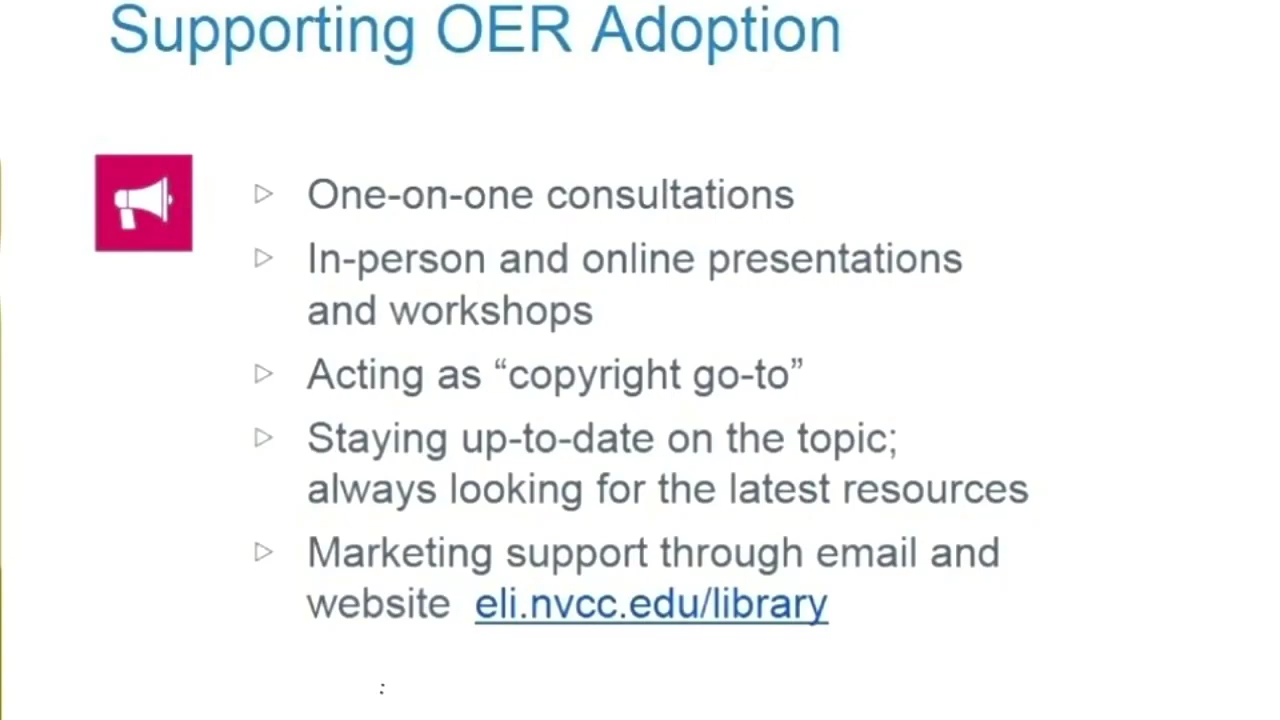 Supporting OER Adoption
One-on-one consultations
In-person and online presentations
and workshops
Acting as “copyright go-to”
Staying up-to-date on the topic;
always looking for the latest resources
Marketing support through email and
website eli.nvcc.edu/library
: